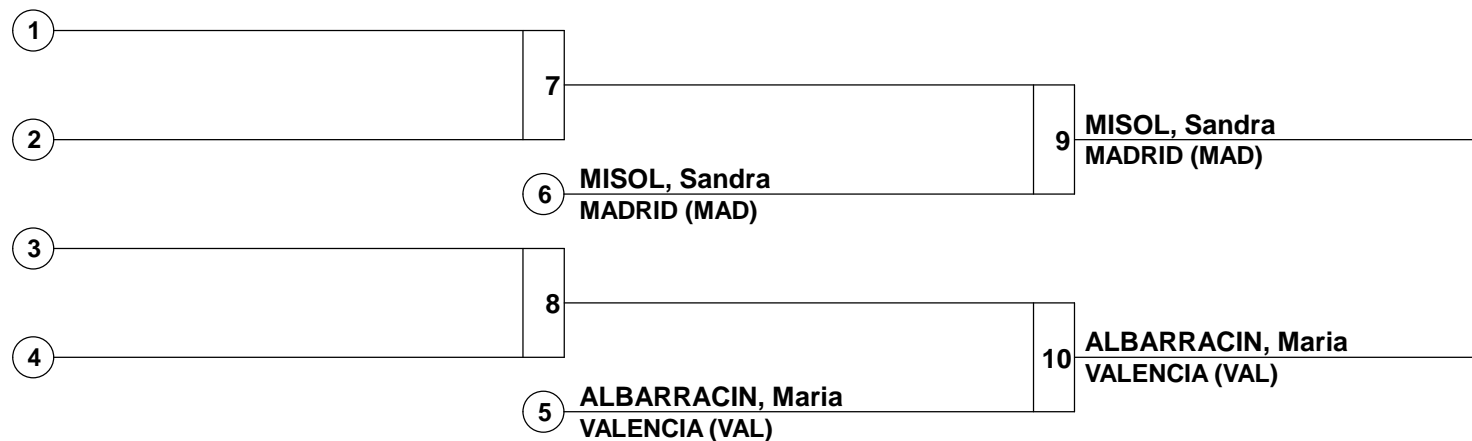 1
7
2
9
MISOL, Sandra
MADRID (MAD)
6
MISOL, Sandra
MADRID (MAD)
3
8
4
10
ALBARRACIN, Maria
VALENCIA (VAL)
5
ALBARRACIN, Maria
VALENCIA (VAL)